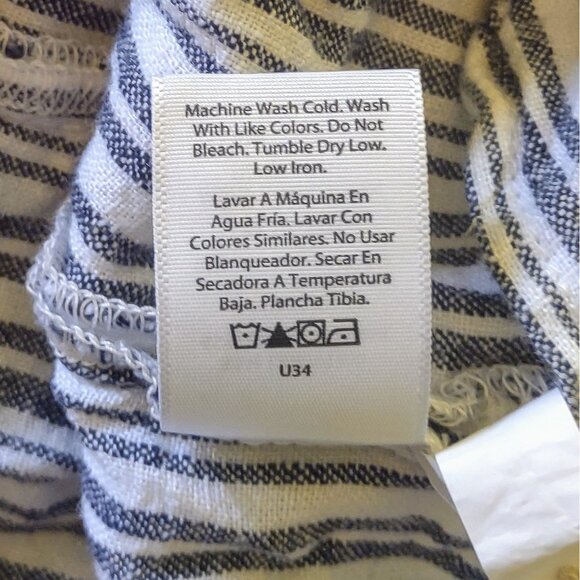 Machine Wash Cold. Wash
With Like Colors. Do Not
Bleach. Tumble Dry Low.
Low Iron.
Lavar A Máquina En
Agua Fría. Lavar Con
Colores Similares. No Usar
Blanqueador. Secar En
Secadora A Temperatura
Baja. Plancha Tibia.
U34